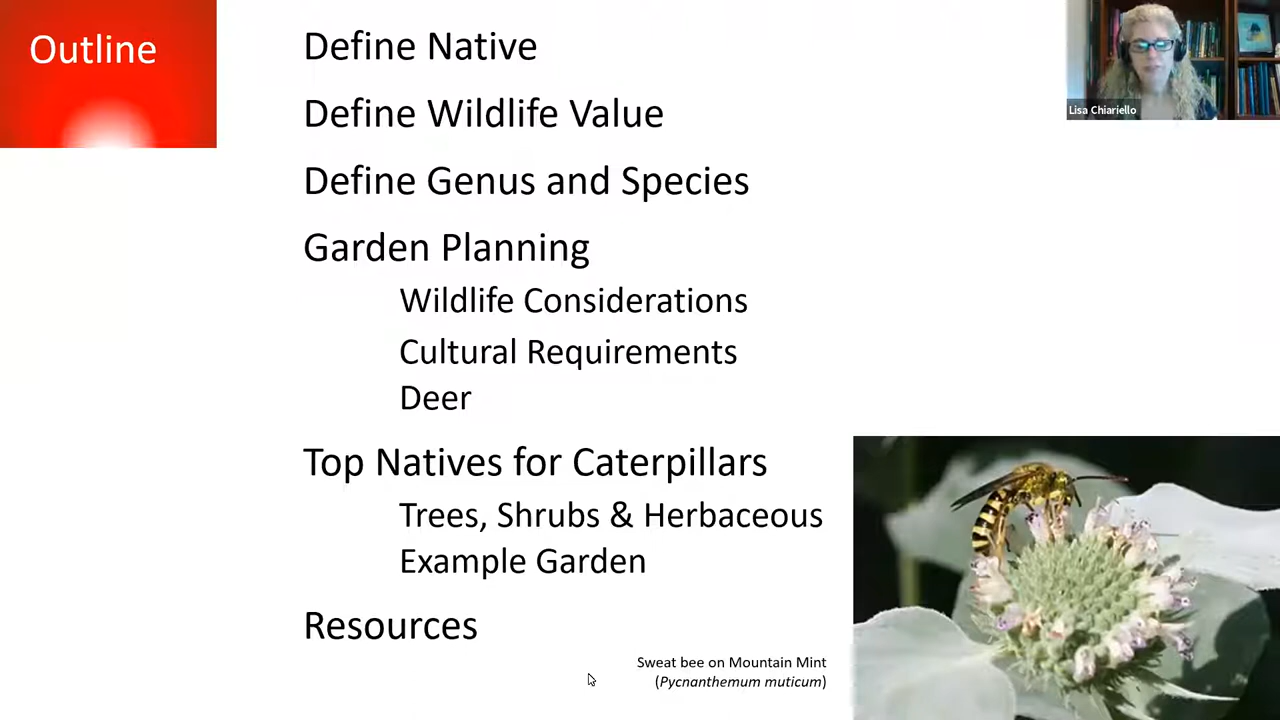 Outline
Define Native
Define Wildlife Value
Define Genus and Species
Garden Planning
Wildlife Considerations
Cultural Requirements
Deer
Top Natives for Caterpillars
Trees, Shrubs & Herbaceous
Example Garden
Resources
Sweat bee on Mountain Mint
(Pycnanthemum muticum)
Lisa Chiariello